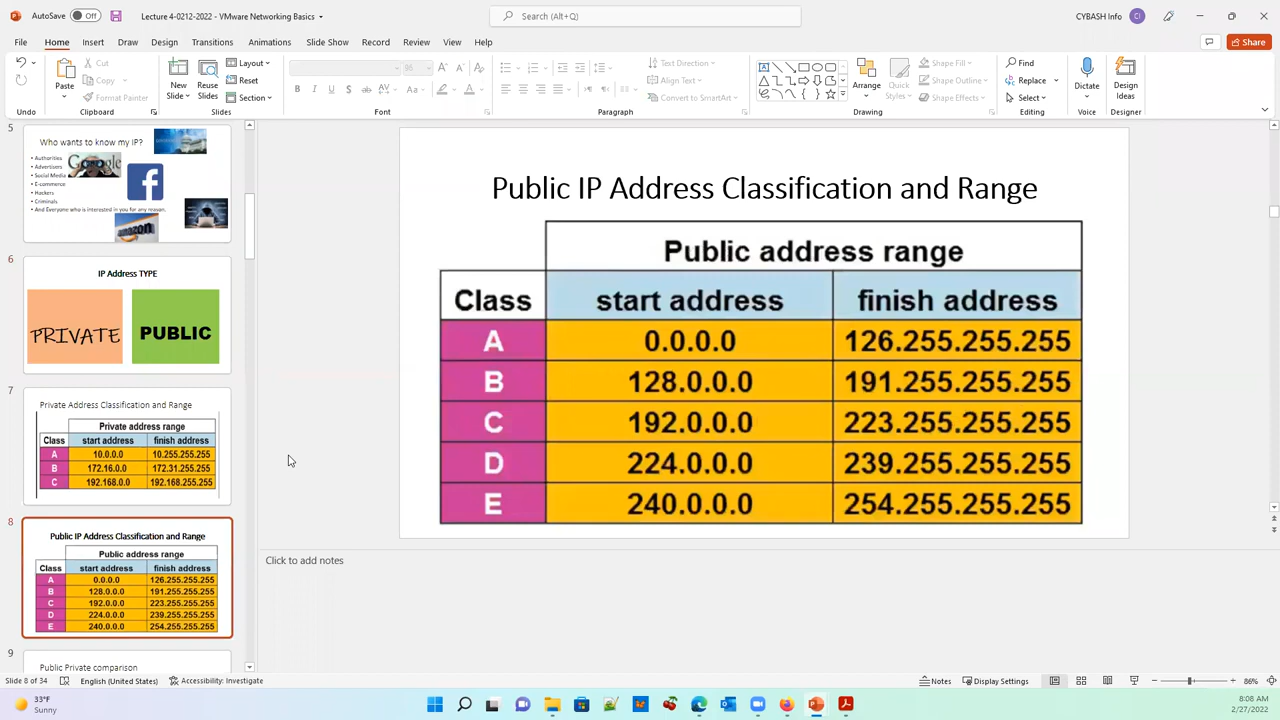 AutoSave Off Lecture 4-0212-2022 - VMware Networking Basics Search (Alt+Q) CYBASH Info CI
File Home Insert Draw Design Transitions Animations Slide Show Record Review View Help Share
Undo
Paste
Cut
Copy
Format Painter
Clipboard
New Slide
Reuse Slides
Layout
Reset
Section
Slides
96
Font
Paragraph
Text Direction
Align Text
Convert to SmartArt
Arrange
Quick Styles
Shape Fill
Shape Outline
Shape Effects
Drawing
Find
Replace
Select
Editing
Dictate
Voice
Design Ideas
Designer
5
Who wants to know my IP?
•Authorities
•Advertisers
•Social Media
•E-commerce
•Hackers
•Criminals
•And Everyone who is interested in you for any reason.
Google
f
amazon
6
IP Address TYPE
PRIVATE PUBLIC
7
Private Address Classification and Range
Private address range
Class start address finish address
A 10.0.0.0 10.255.255.255
B 172.16.0.0 172.31.255.255
C 192.168.0.0 192.168.255.255
8
Public IP Address Classification and Range
Public address range
Class start address finish address
A 0.0.0.0 126.255.255.255
B 128.0.0.0 191.255.255.255
C 192.0.0.0 223.255.255.255
D 224.0.0.0 239.255.255.255
E 240.0.0.0 254.255.255.255
9
Public Private comparison
Public IP Address Classification and Range
Public address range
Class start address finish address
A 0.0.0.0 126.255.255.255
B 128.0.0.0 191.255.255.255
C 192.0.0.0 223.255.255.255
D 224.0.0.0 239.255.255.255
E 240.0.0.0 254.255.255.255
Click to add notes
Slide 8 of 34 English (United States) Accessibility: Investigate Notes Display Settings 86%
33°F
Sunny
8:08 AM
2/27/2022